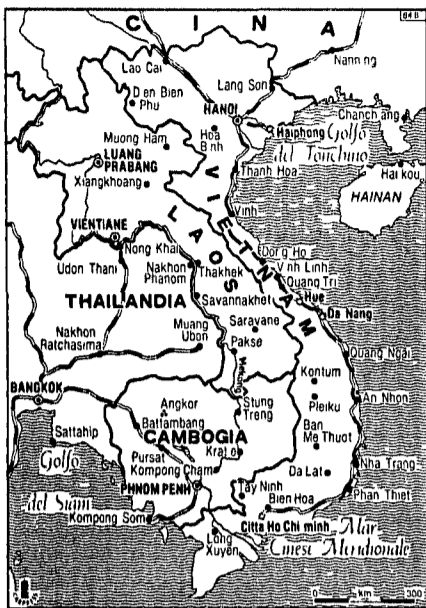 CINA
84 B
Nanning
Lao Cai
Lang Son
Dien Bien
Phu
HANOI
Chanchiang
Hoa
Binh
Haiphong
Golfo
del Tonchino
Muong Ham
LUANG
PRABANG
Thanh Hoa
Haikou
Xiangkhoang
HAINAN
Vinh
VIETNAM
LAOS
VIENTIANE
Nong Khai
Dong Ho
Vinh Linh
Udon Thani
Nakhon
Phanom
Thakhek
Quang Tri
Hue
THAILANDIA
Savannakhet
Da Nang
Nakhon
Ratchasima
Muang
Ubon
Saravane
Pakse
Quang Ngai
Mekong
BANGKOK
Kontum
Angkor
Stung
Treng
An Nhon
Battambang
Pleiku
Sattahip
CAMBOGIA
Ban
Me Thuot
Golfo
del Siam
Pursat
Kratie
Kompong Cham
Nha Trang
Da Lat
PHNOM PENH
Tay Ninh
Bien Hoa
Phan Thiet
Kompong Som
Citta Ho Chi minh
Mar
Cinese Meridionale
Long
Xuyen
0 km 300